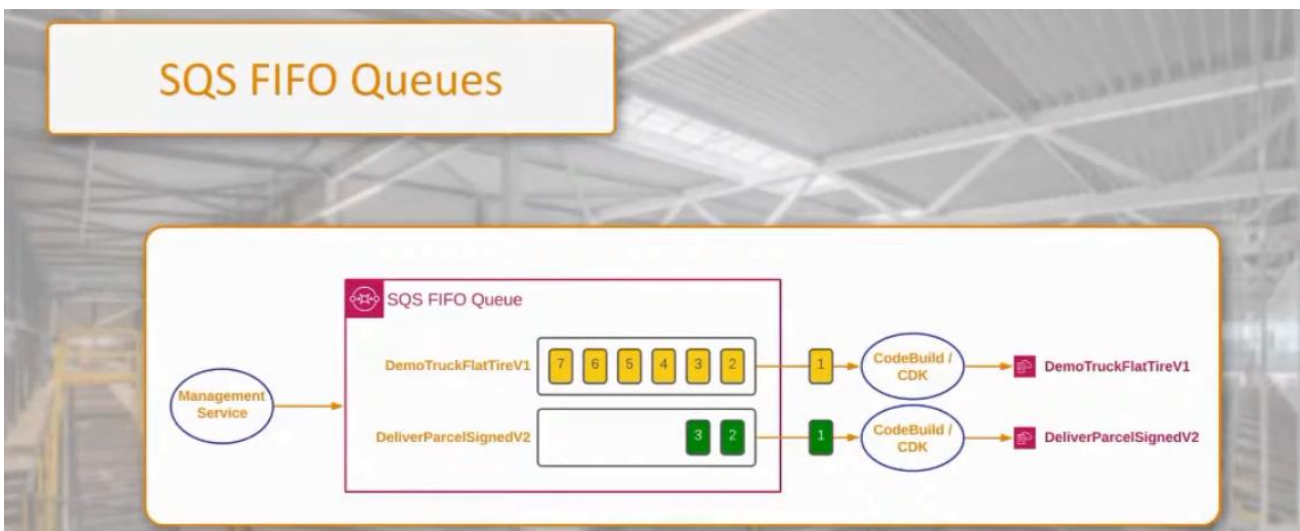 SQS FIFO Queues
SQS FIFO Queue
DemoTruckFlatTireV1
7 6 5 4 3 2
1
CodeBuild /
CDK
DemoTruckFlatTireV1
Management
Service
DeliverParcelSignedV2
3 2
1
CodeBuild /
CDK
DeliverParcelSignedV2